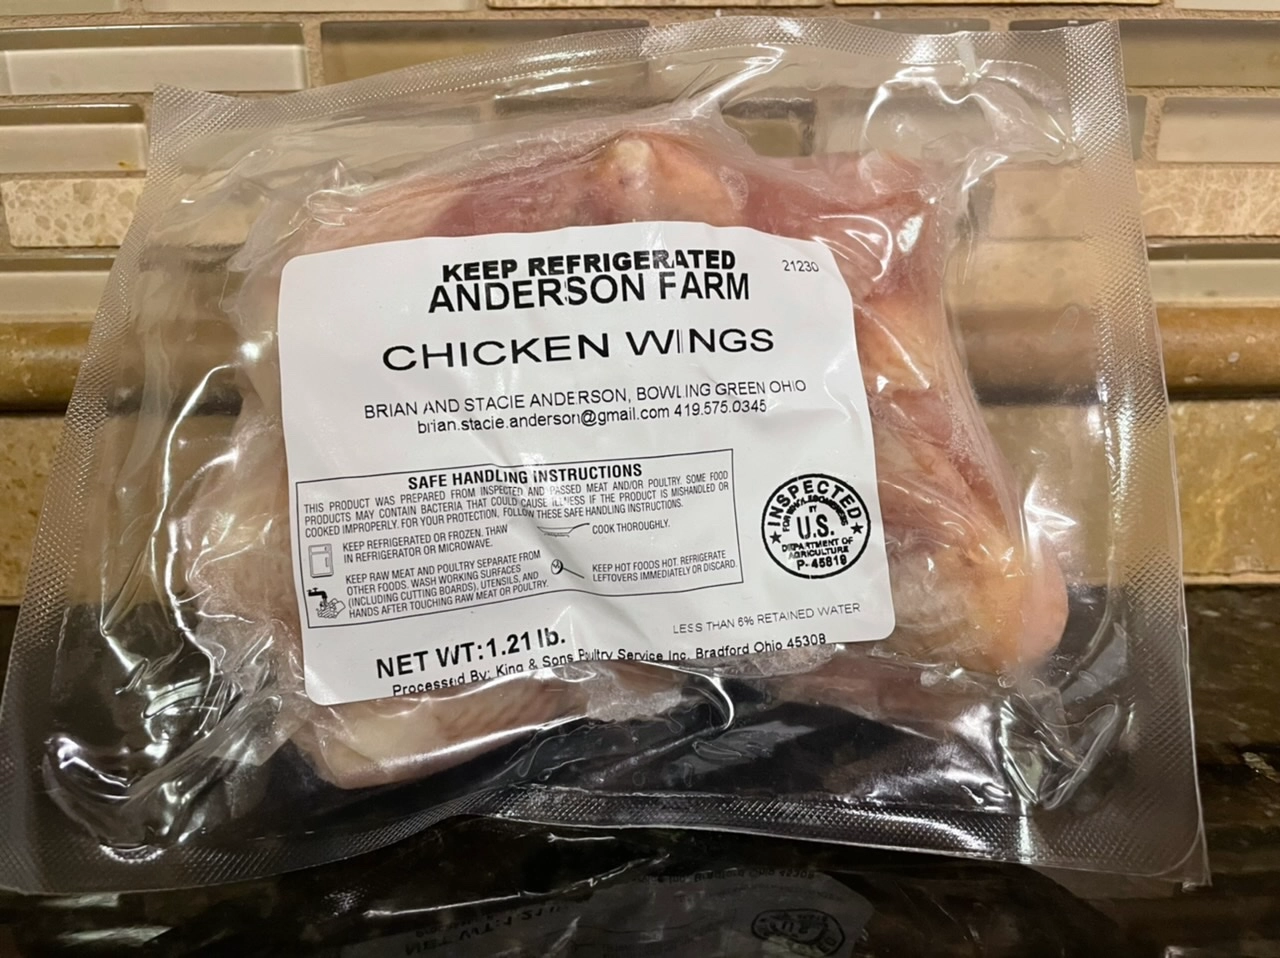 KEEP REFRIGERATED
21230
ANDERSON FARM
CHICKEN WINGS
BRIAN AND STACIE ANDERSON, BOWLING GREEN OHIO
brian.stacie.anderson@gmail.com 419.575.0345
SAFE HANDLING INSTRUCTIONS
THIS PRODUCT WAS PREPARED FROM INSPECTED AND PASSED MEAT AND/OR POULTRY. SOME FOOD
PRODUCTS MAY CONTAIN BACTERIA THAT COULD CAUSE ILLNESS IF THE PRODUCT IS MISHANDLED OR
COOKED IMPROPERLY. FOR YOUR PROTECTION, FOLLOW THESE SAFE HANDLING INSTRUCTIONS.
KEEP REFRIGERATED OR FROZEN. THAW
IN REFRIGERATOR OR MICROWAVE.
COOK THOROUGHLY.
KEEP RAW MEAT AND POULTRY SEPARATE FROM
OTHER FOODS. WASH WORKING SURFACES
(INCLUDING CUTTING BOARDS), UTENSILS, AND
HANDS AFTER TOUCHING RAW MEAT OR POULTRY.
KEEP HOT FOODS HOT. REFRIGERATE
LEFTOVERS IMMEDIATELY OR DISCARD.
INSPECTED
FOR WHOLESOMENESS
BY
U.S.
DEPARTMENT OF
AGRICULTURE
P-45819
LESS THAN 6% RETAINED WATER
NET WT: 1.21 lb.
Processed By: King & Sons Pultry Service Inc. Bradford Ohio 45308